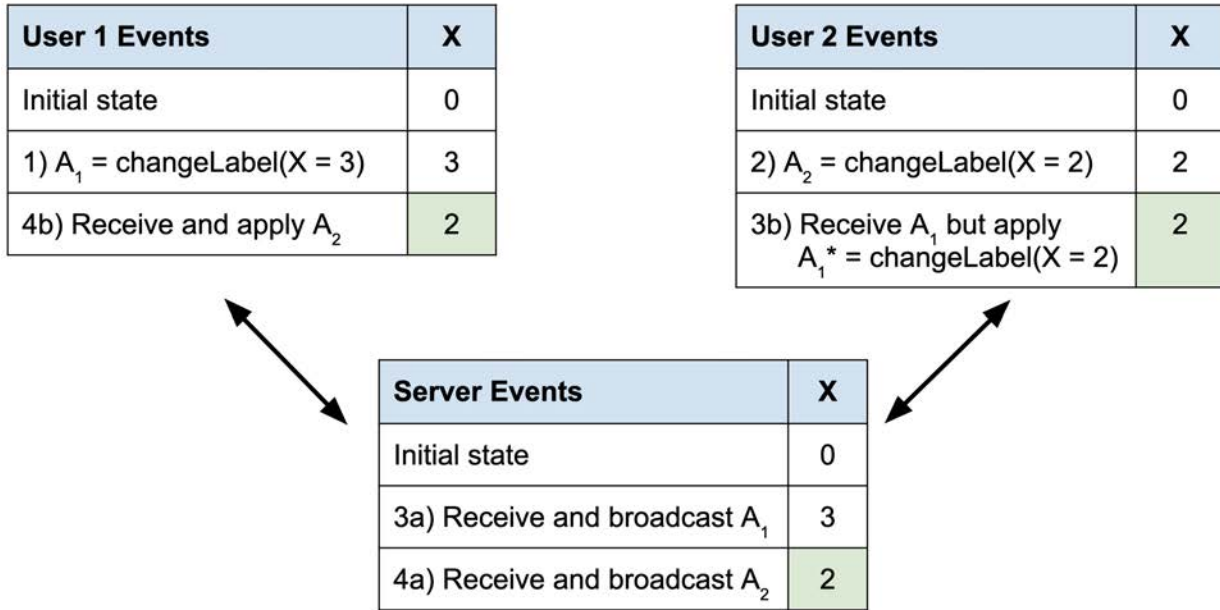 User 1 Events X
Initial state 0
1) A₁ = changeLabel(X = 3) 3
4b) Receive and apply A₂ 2
User 2 Events X
Initial state 0
2) A₂ = changeLabel(X = 2) 2
3b) Receive A₁ but apply 2
A₁* = changeLabel(X = 2)
Server Events X
Initial state 0
3a) Receive and broadcast A₁ 3
4a) Receive and broadcast A₂ 2